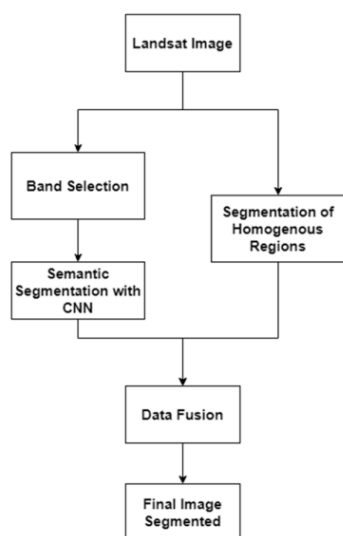 Landsat Image
Band Selection
Segmentation of
Homogenous
Regions
Semantic
Segmentation with
CNN
Data Fusion
Final Image
Segmented